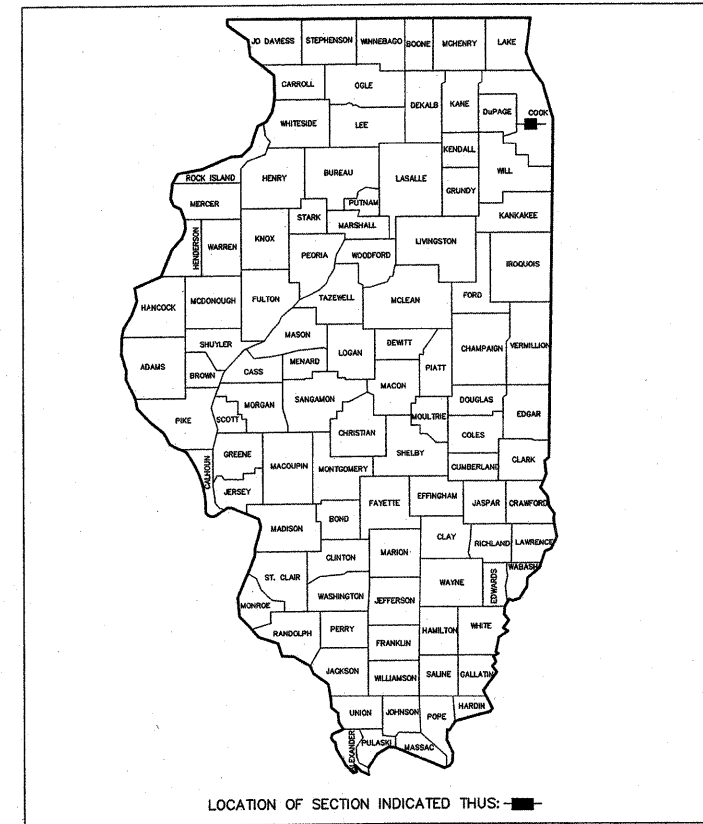 JO DAVIESS STEPHENSON WINNEBAGO BOONE MCHENRY LAKE
CARROLL OGLE DEKALB KANE DuPAGE COOK
WHITESIDE LEE
KENDALL
ROCK ISLAND HENRY BUREAU LASALLE GRUNDY WILL
MERCER PUTNAM KANKAKEE
HENDERSON WARREN KNOX STARK MARSHALL LIVINGSTON
PEORIA WOODFORD IROQUOIS
HANCOCK MCDONOUGH FULTON TAZEWELL MCLEAN FORD
MASON
SHUYLER LOGAN DEWITT CHAMPAIGN VERMILLION
ADAMS BROWN CASS MENARD PIATT
MACON
PIKE SCOTT MORGAN SANGAMON MOULTRIE DOUGLAS EDGAR
CHRISTIAN COLES
CALHOUN GREENE MACOUPIN MONTGOMERY SHELBY CUMBERLAND CLARK
JERSEY
FAYETTE EFFINGHAM JASPAR CRAWFORD
MADISON BOND
CLAY RICHLAND LAWRENCE
CLINTON MARION
ST. CLAIR WAYNE EDWARDS WABASH
MONROE WASHINGTON JEFFERSON
RANDOLPH PERRY HAMILTON WHITE
FRANKLIN
JACKSON WILLIAMSON SALINE GALLATIN
UNION JOHNSON POPE HARDIN
ALEXANDER PULASKI MASSAC
LOCATION OF SECTION INDICATED THUS: